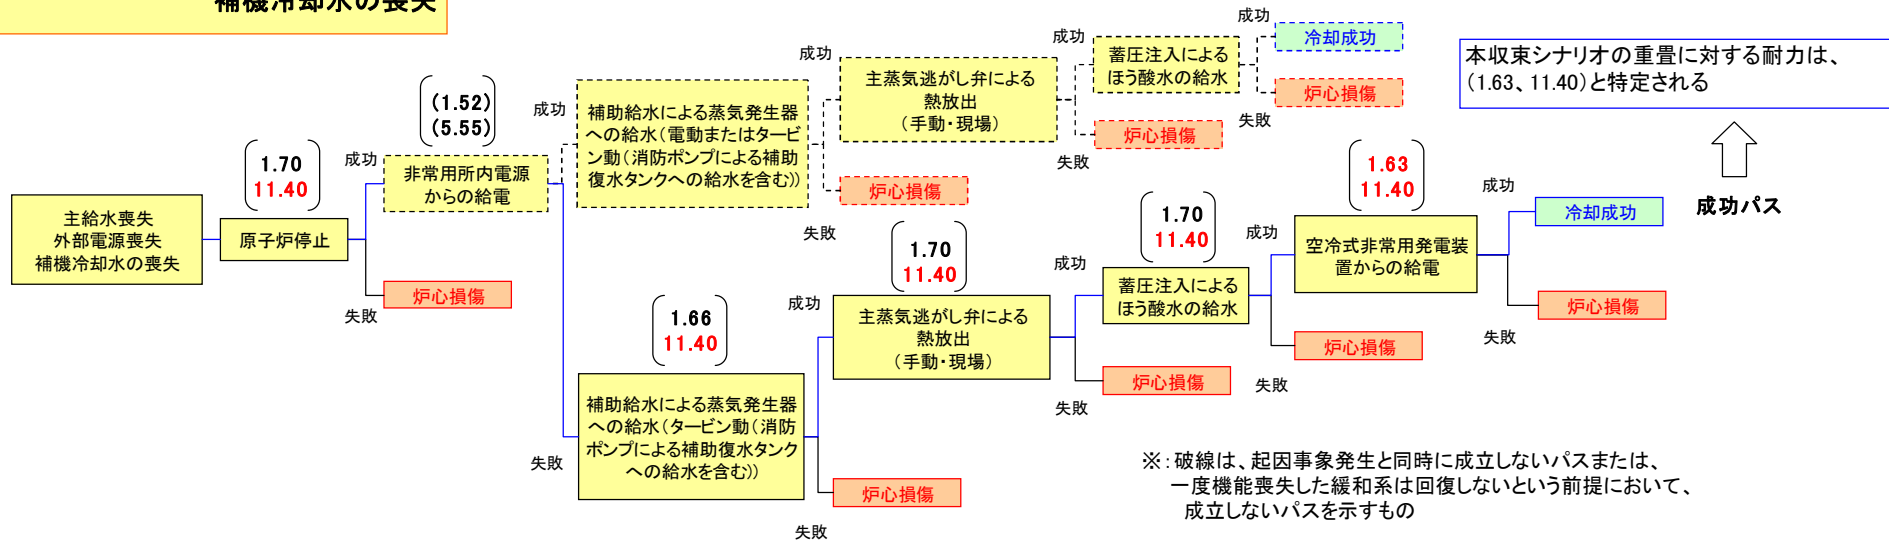 補機冷却水の喪失
主給水喪失
外部電源喪失
補機冷却水の喪失
1.70
11.40
原子炉停止
成功
失敗
炉心損傷
(1.52)
(5.55)
非常用所内電源
からの給電
成功
失敗
補助給水による蒸気発生器
への給水(電動またはタービ
ン動(消防ポンプによる補助
復水タンクへの給水を含む))
成功
失敗
炉心損傷
主蒸気逃がし弁による
熱放出
(手動・現場)
成功
失敗
炉心損傷
蓄圧注入による
ほう酸水の給水
成功
冷却成功
炉心損傷
失敗
1.66
11.40
補助給水による蒸気発生器
への給水(タービン動(消防
ポンプによる補助復水タンク
への給水を含む))
成功
失敗
炉心損傷
1.70
11.40
主蒸気逃がし弁による
熱放出
(手動・現場)
成功
失敗
炉心損傷
1.70
11.40
蓄圧注入による
ほう酸水の給水
成功
失敗
炉心損傷
1.63
11.40
空冷式非常用発電装
置からの給電
成功
冷却成功
炉心損傷
失敗
本収束シナリオの重畳に対する耐力は、
(1.63、11.40)と特定される
成功パス
※:破線は、起因事象発生と同時に成立しないパスまたは、
一度機能喪失した緩和系は回復しないという前提において、
成立しないパスを示すもの